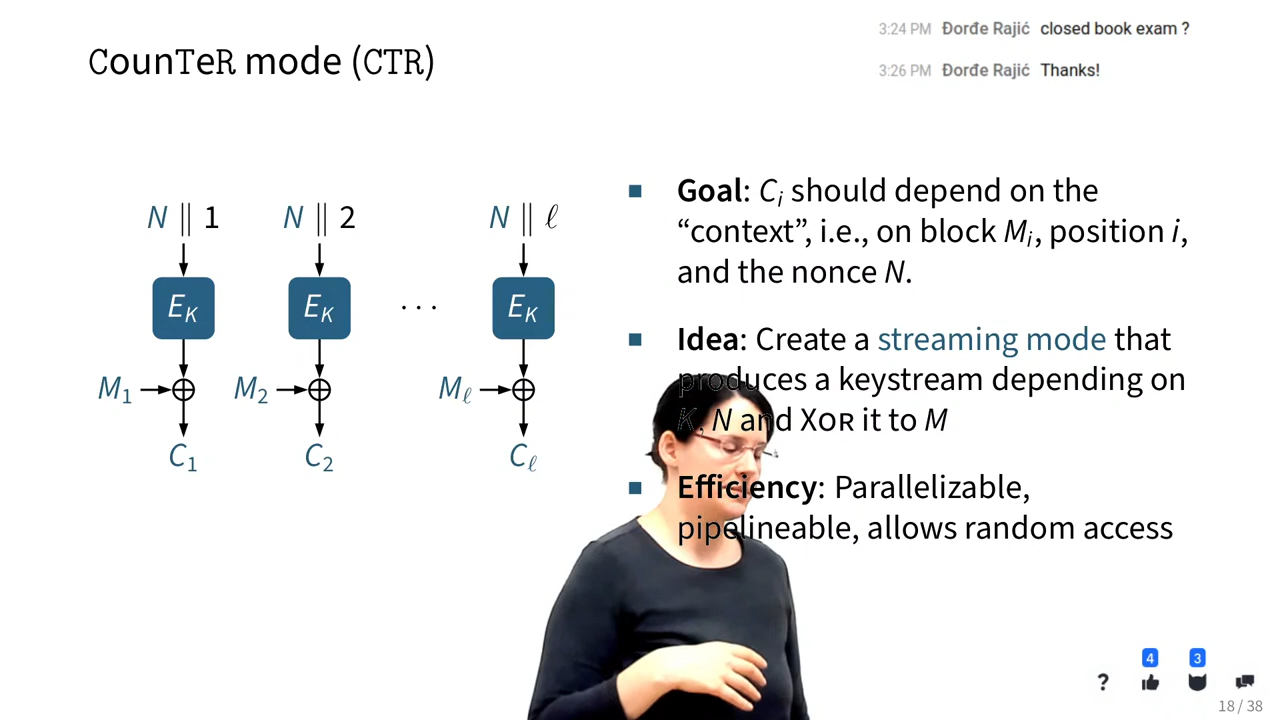 3:24 PM Đorđe Rajić closed book exam ?
3:26 PM Đorđe Rajić Thanks!
CounTeR mode (CTR)
N ∥ 1 N ∥ 2 N ∥ ℓ
E_K E_K ··· E_K
M_1 M_2 M_ℓ
C_1 C_2 C_ℓ
Goal: C_i should depend on the
“context”, i.e., on block M_i, position i,
and the nonce N.
Idea: Create a streaming mode that
produces a keystream depending on
K, N and XOR it to M
Efficiency: Parallelizable,
pipelineable, allows random access
4 3
?
18 / 38